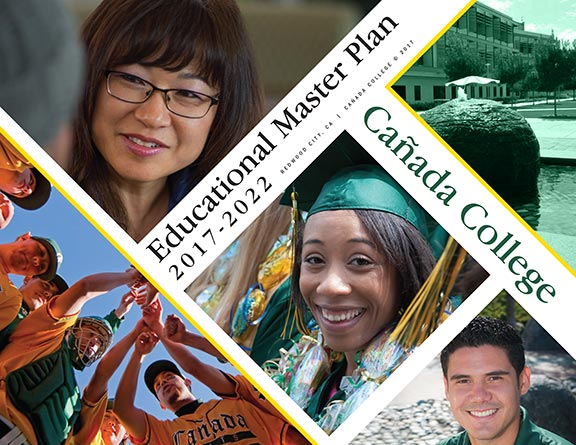 Educational Master Plan
2017-2022
REDWOOD CITY, CA | CAÑADA COLLEGE © 2017
Cañada College
Cañada